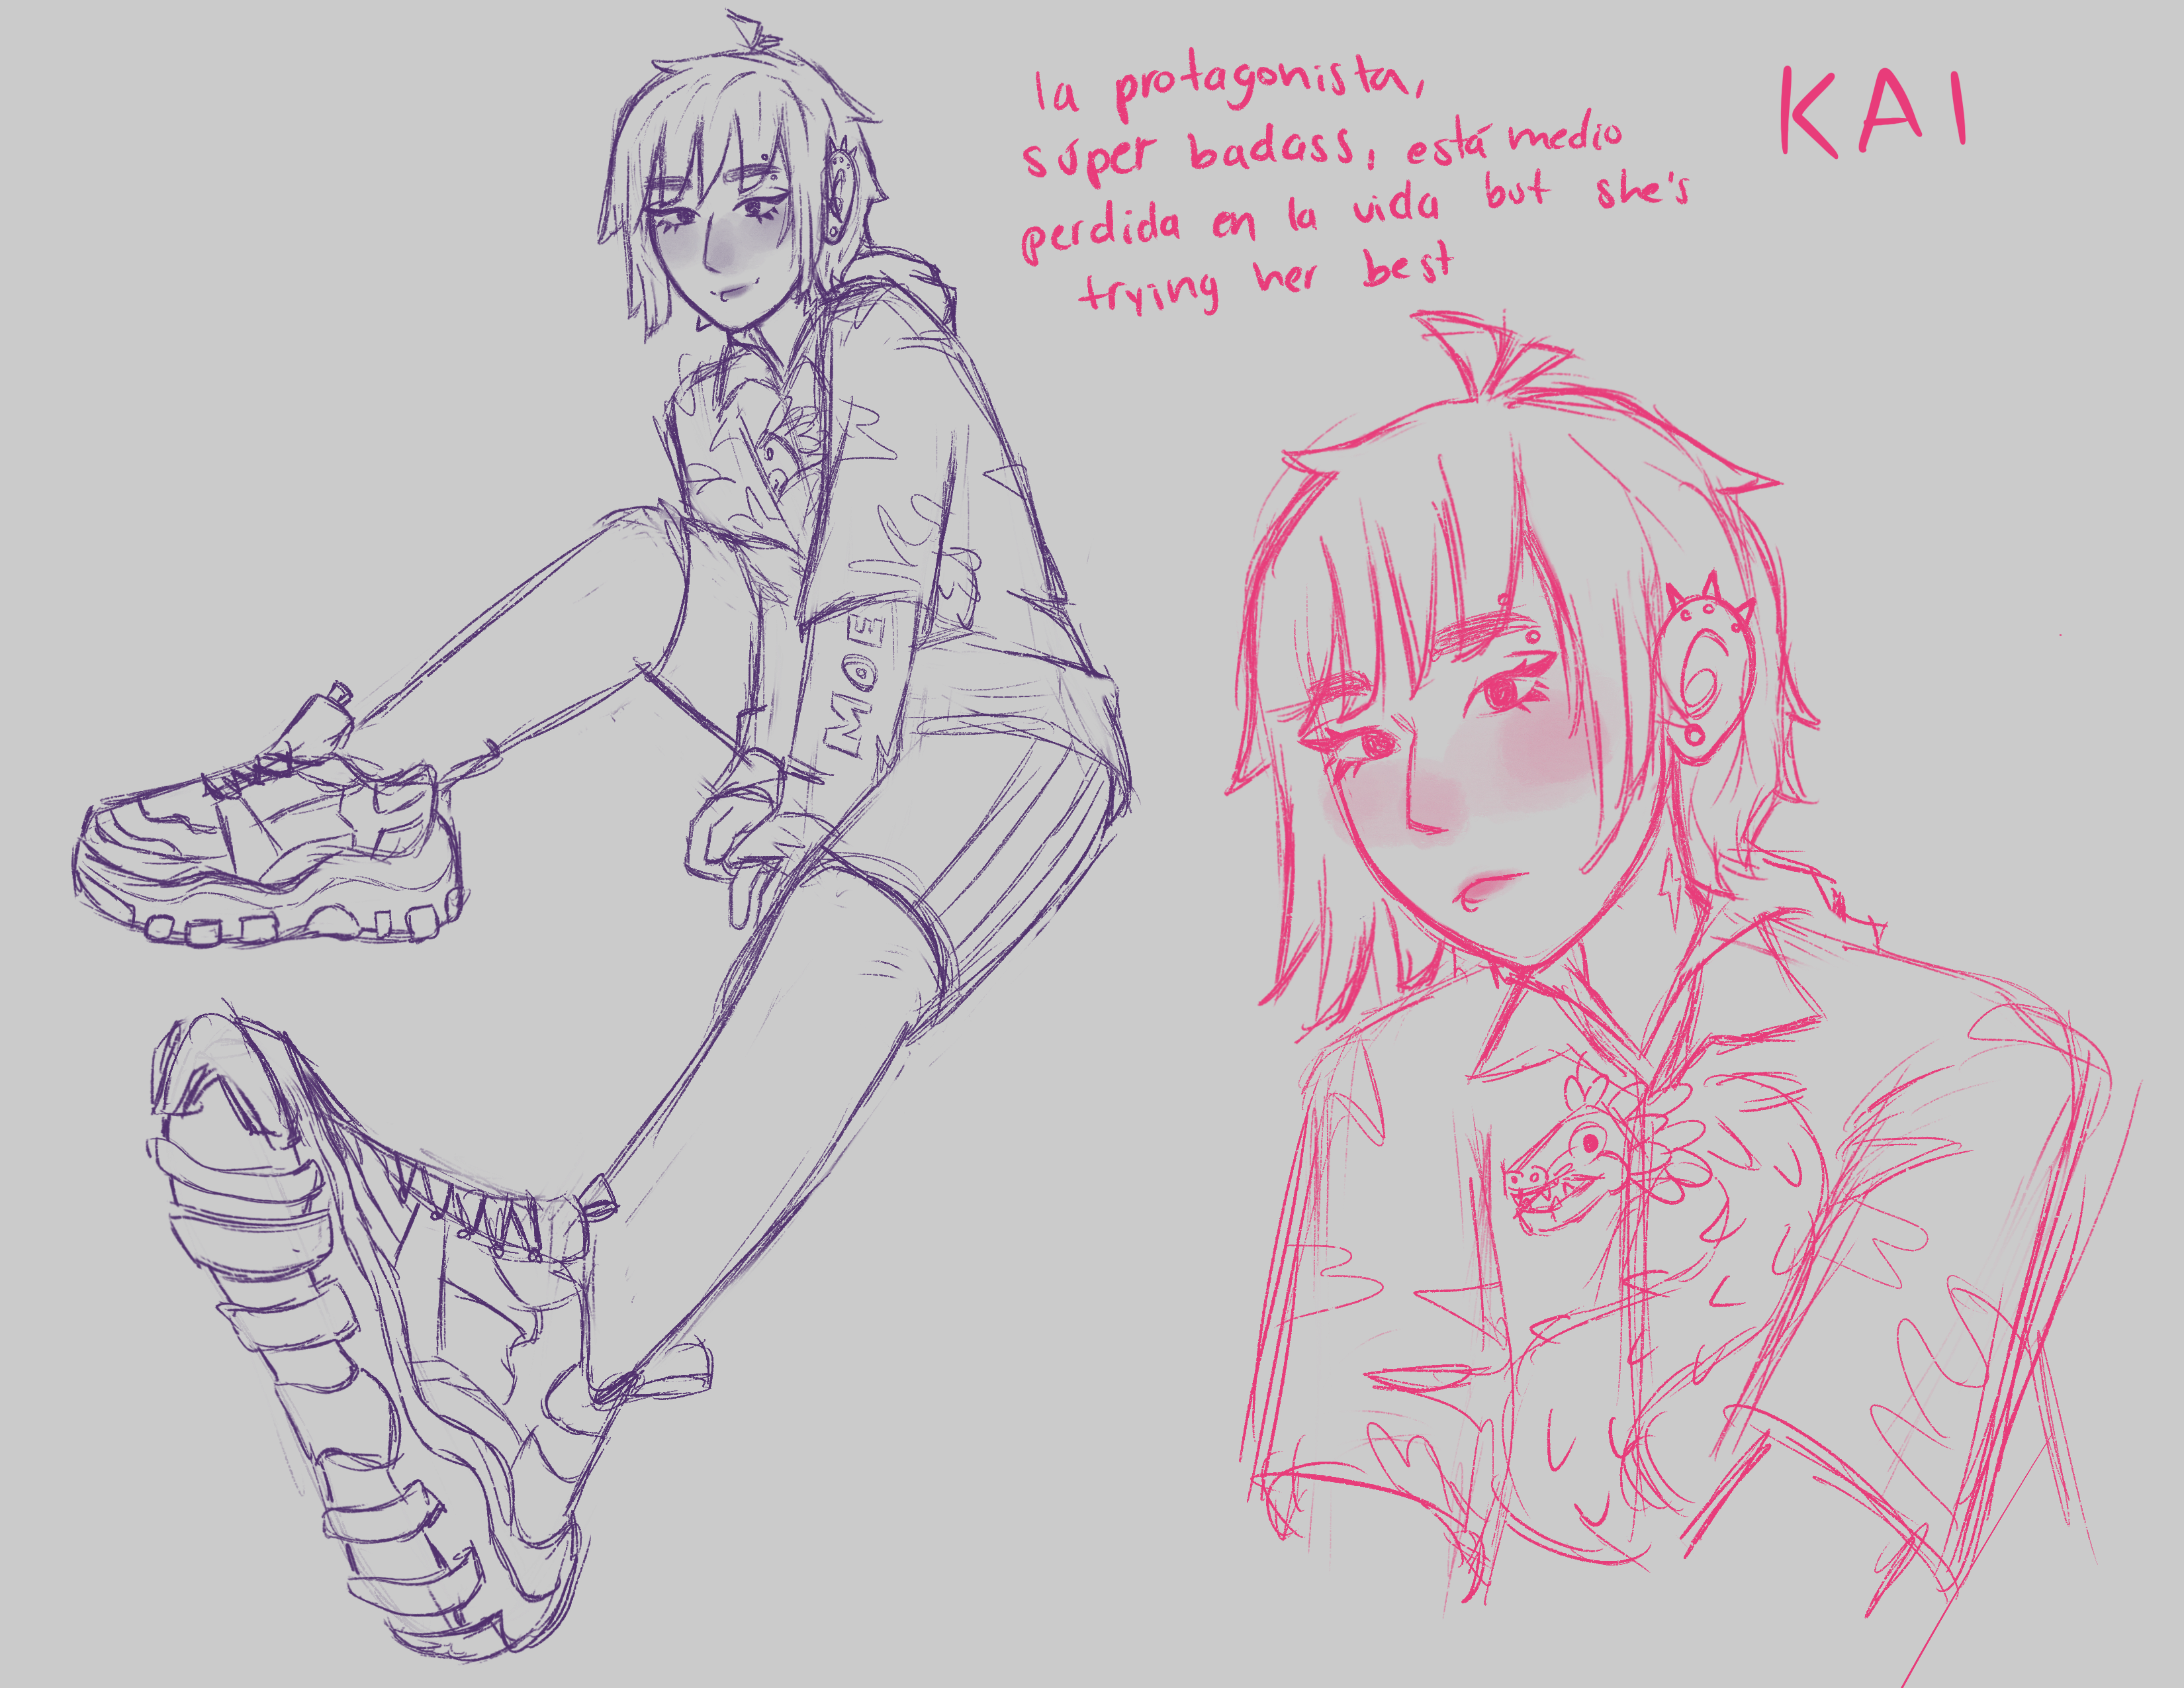 la protagonista,
súper badass, está medio
perdida en la vida but she's
trying her best
KAI
MOE